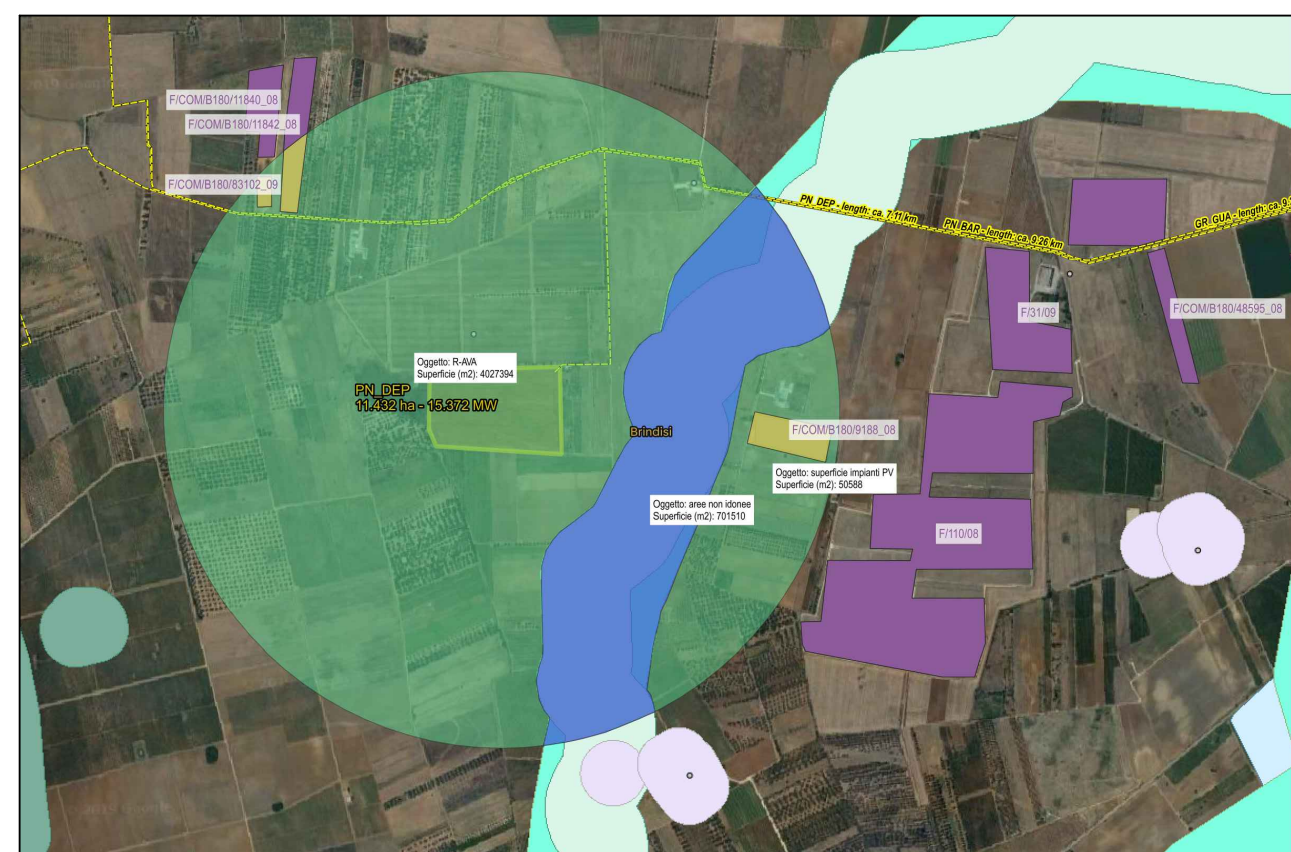 F/COM/B180/11840_08
F/COM/B180/11842_08
F/COM/B180/83102_09
PN_DEP - length: ca. 7.11 km
PN_BAR - length: ca. 9.26 km
GR_GUA - length: ca. 9.
F/31/09
F/COM/B180/48595_08
Oggetto: R-AVA
Superficie (m2): 4027394
PN_DEP
11.432 ha - 15.372 MW
Brindisi
F/COM/B180/9188_08
Oggetto: superficie impianti PV
Superficie (m2): 50588
Oggetto: aree non idonee
Superficie (m2): 701510
F/110/08